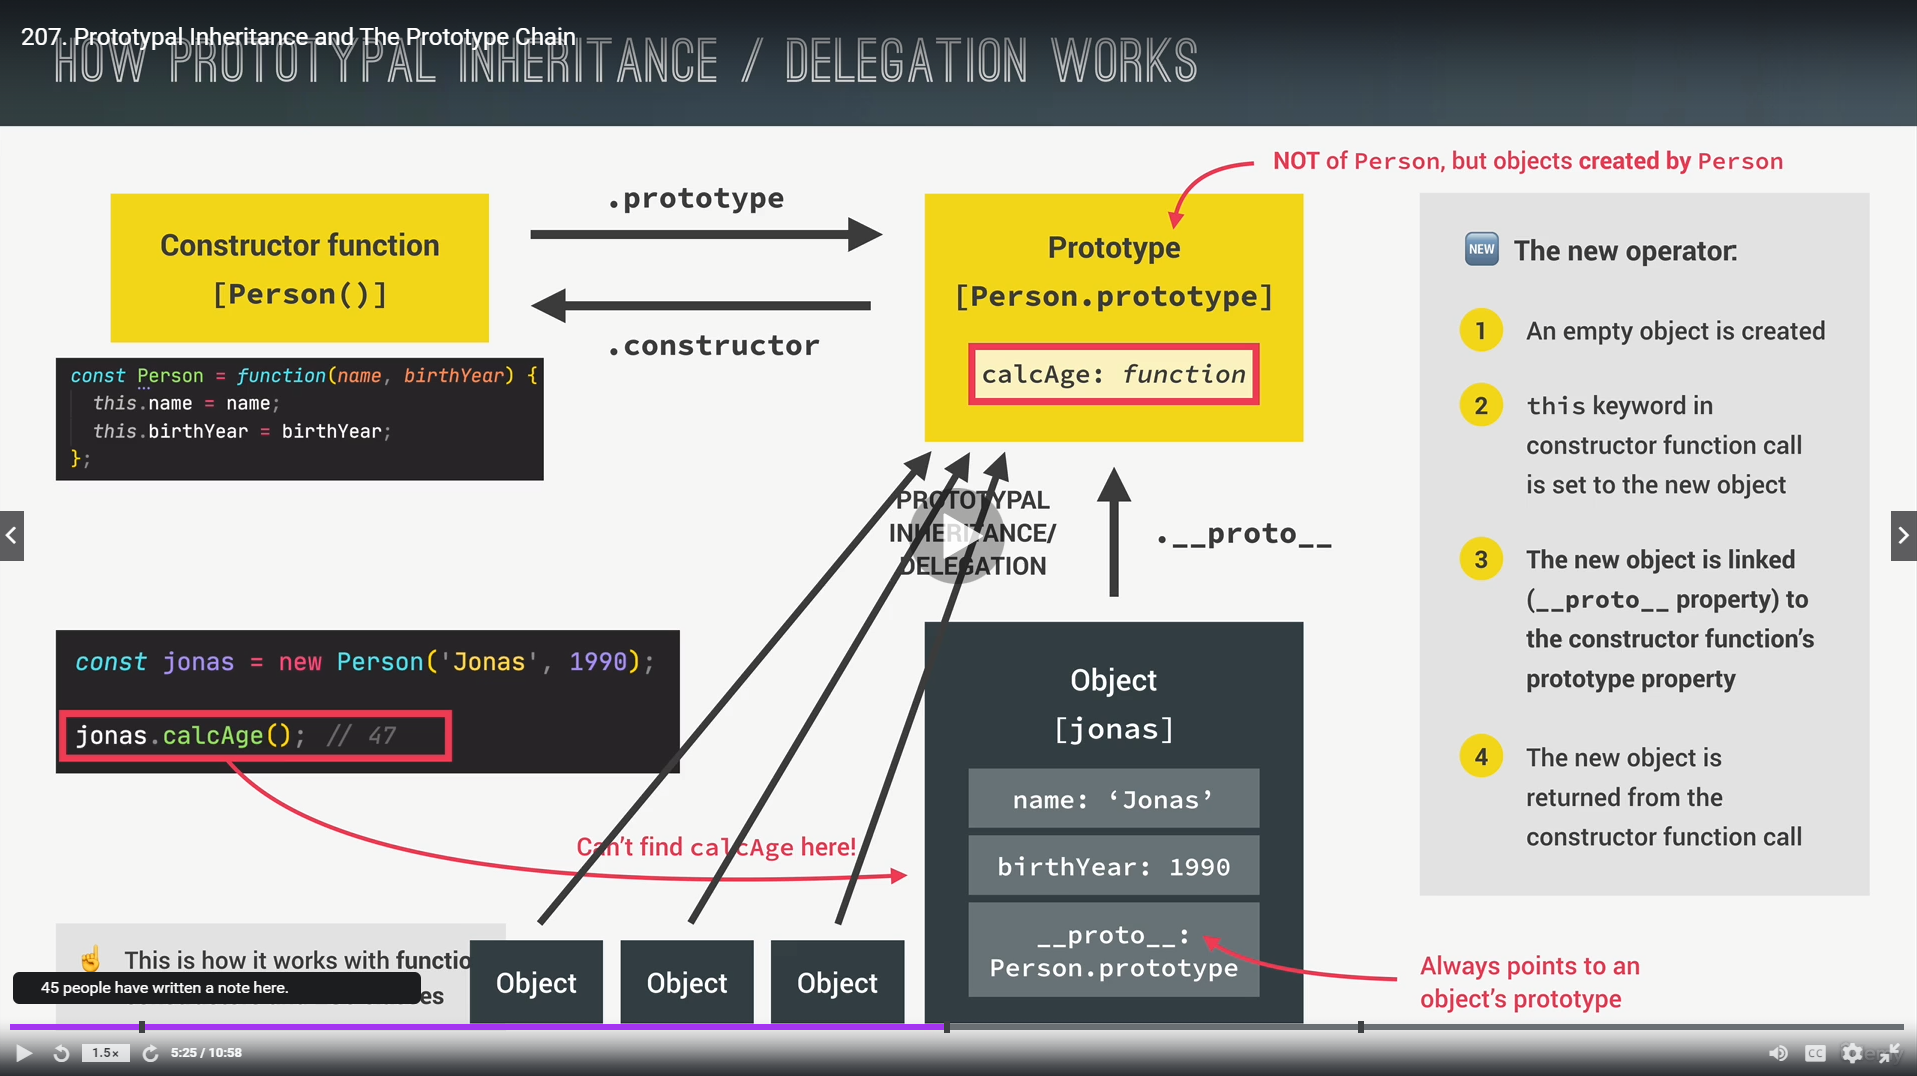 207. Prototypal Inheritance and The Prototype Chain
HOW PROTOTYPAL INHERITANCE / DELEGATION WORKS
NOT of Person, but objects created by Person
Constructor function
[Person()]
.prototype
.constructor
Prototype
[Person.prototype]
calcAge: function
const Person = function(name, birthYear) {
this.name = name;
this.birthYear = birthYear;
};
PROTOTYPAL
INHERITANCE/
DELEGATION
.__proto__
const jonas = new Person('Jonas', 1990);
jonas.calcAge(); // 47
Can't find calcAge here!
Object
[jonas]
name: ‘Jonas’
birthYear: 1990
__proto__:
Person.prototype
Always points to an
object’s prototype
NEW
The new operator:
1 An empty object is created
2 this keyword in
constructor function call
is set to the new object
3 The new object is linked
(__proto__ property) to
the constructor function’s
prototype property
4 The new object is
returned from the
constructor function call
This is how it works with functio
45 people have written a note here.
Object
Object
Object
1.5×
5:25 / 10:58
CC